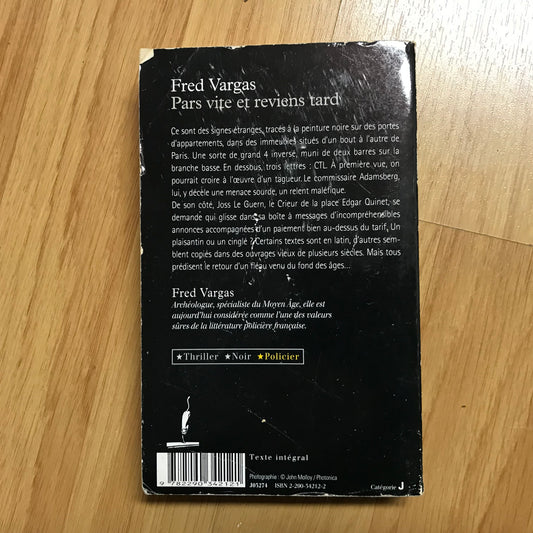 Fred Vargas
Pars vite et reviens tard
Ce sont des signes étranges, tracés à la peinture noire sur des portes
d'appartements, dans des immeubles situés d'un bout à l'autre de
Paris. Une sorte de grand 4 inversé, muni de deux barres sur la
branche basse. En dessous, trois lettres : CTL. À première vue, on
pourrait croire à l'œuvre d'un tagueur. Le commissaire Adamsberg,
lui, y décèle une menace sourde, un relent maléfique.
De son côté, Joss Le Guern, le Crieur de la place Edgar Quinet, se
demande qui glisse dans sa boîte à messages d'incompréhensibles
annonces accompagnées d'un paiement bien au-dessus du tarif. Un
plaisantin ou un cinglé ? Certains textes sont en latin, d'autres sem-
blent copiés dans des ouvrages vieux de plusieurs siècles. Mais tous
prédisent le retour d'un fléau venu du fond des âges...
Fred Vargas
Archéologue, spécialiste du Moyen Âge, elle est
aujourd'hui considérée comme l'une des valeurs
sûres de la littérature policière française.
★Thriller ★Noir ★Policier
Texte intégral
Photographie : © John Molloy / Photonica
J05274 ISBN 2-290-34212-2
9 782290 342121
Catégorie J